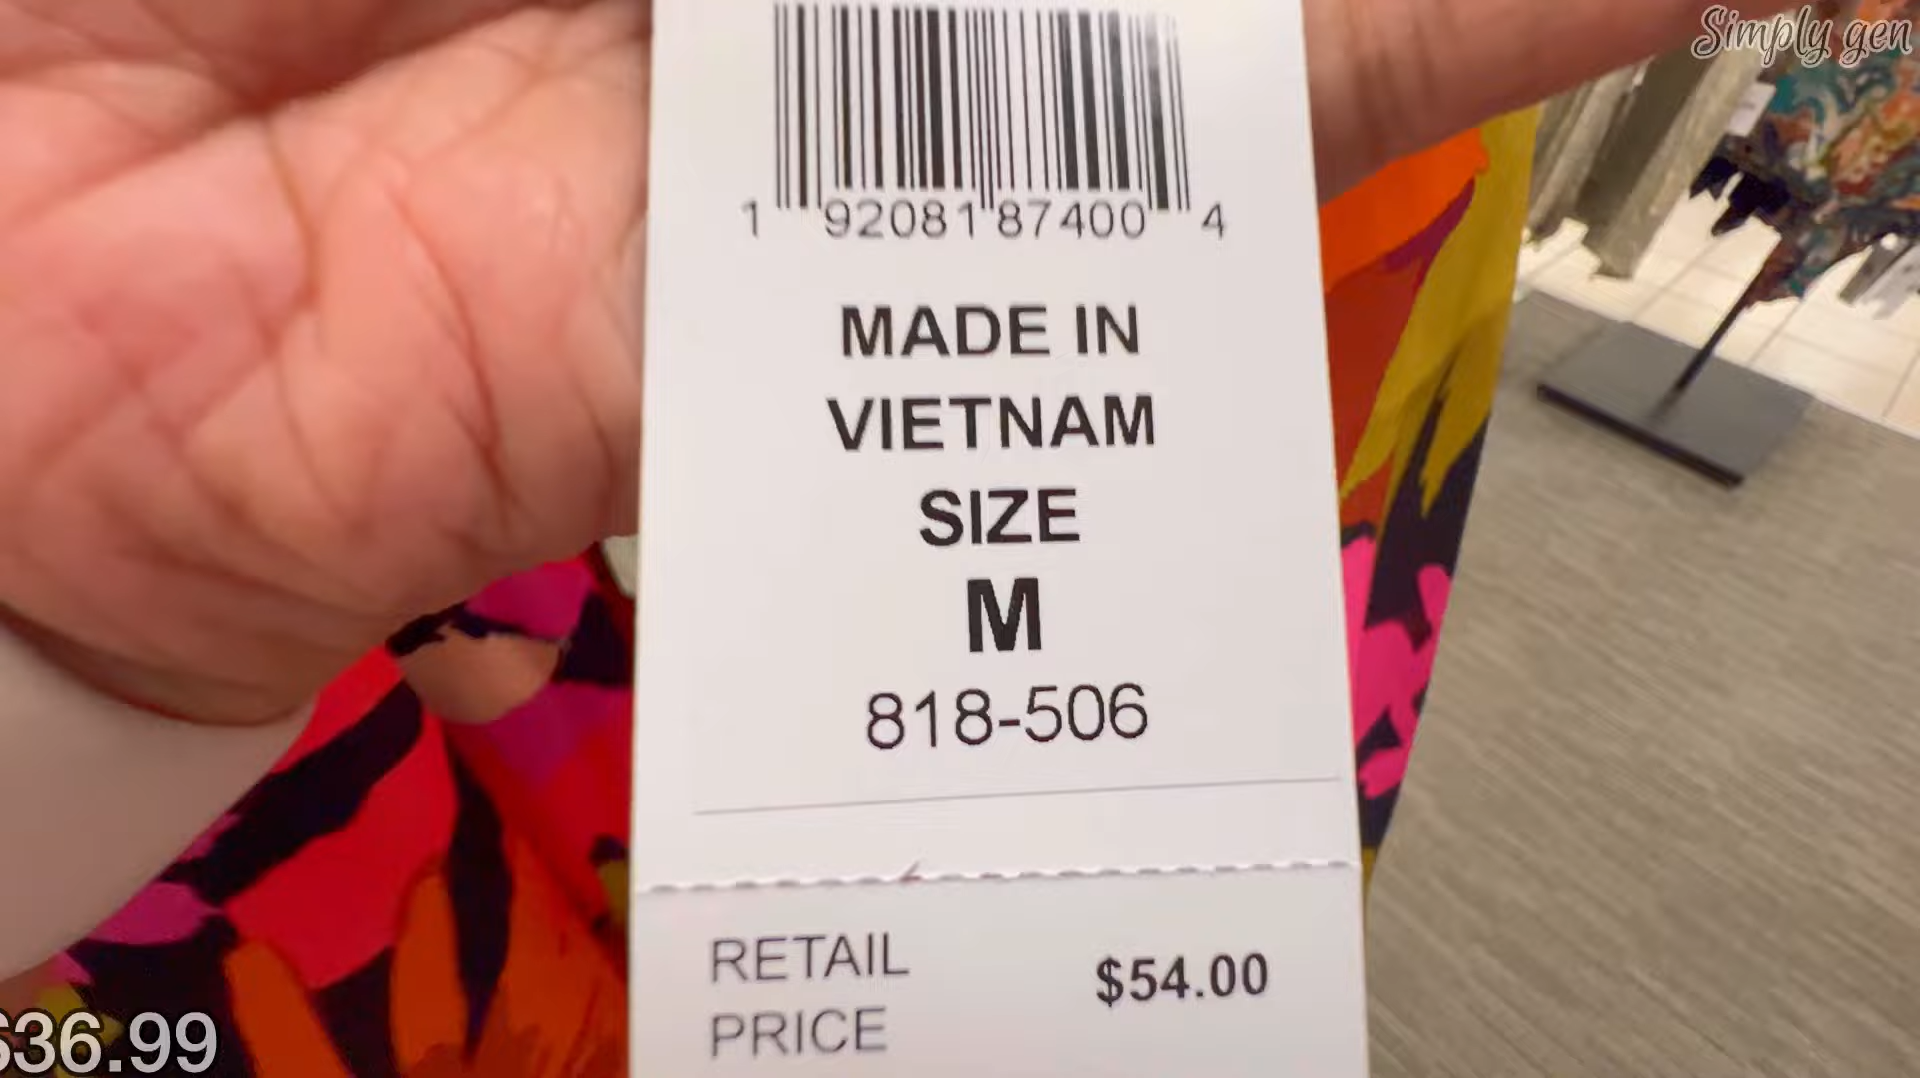 Simply gen
1 92081 87400 4
MADE IN
VIETNAM
SIZE
M
818-506
RETAIL
PRICE
$54.00
$36.99